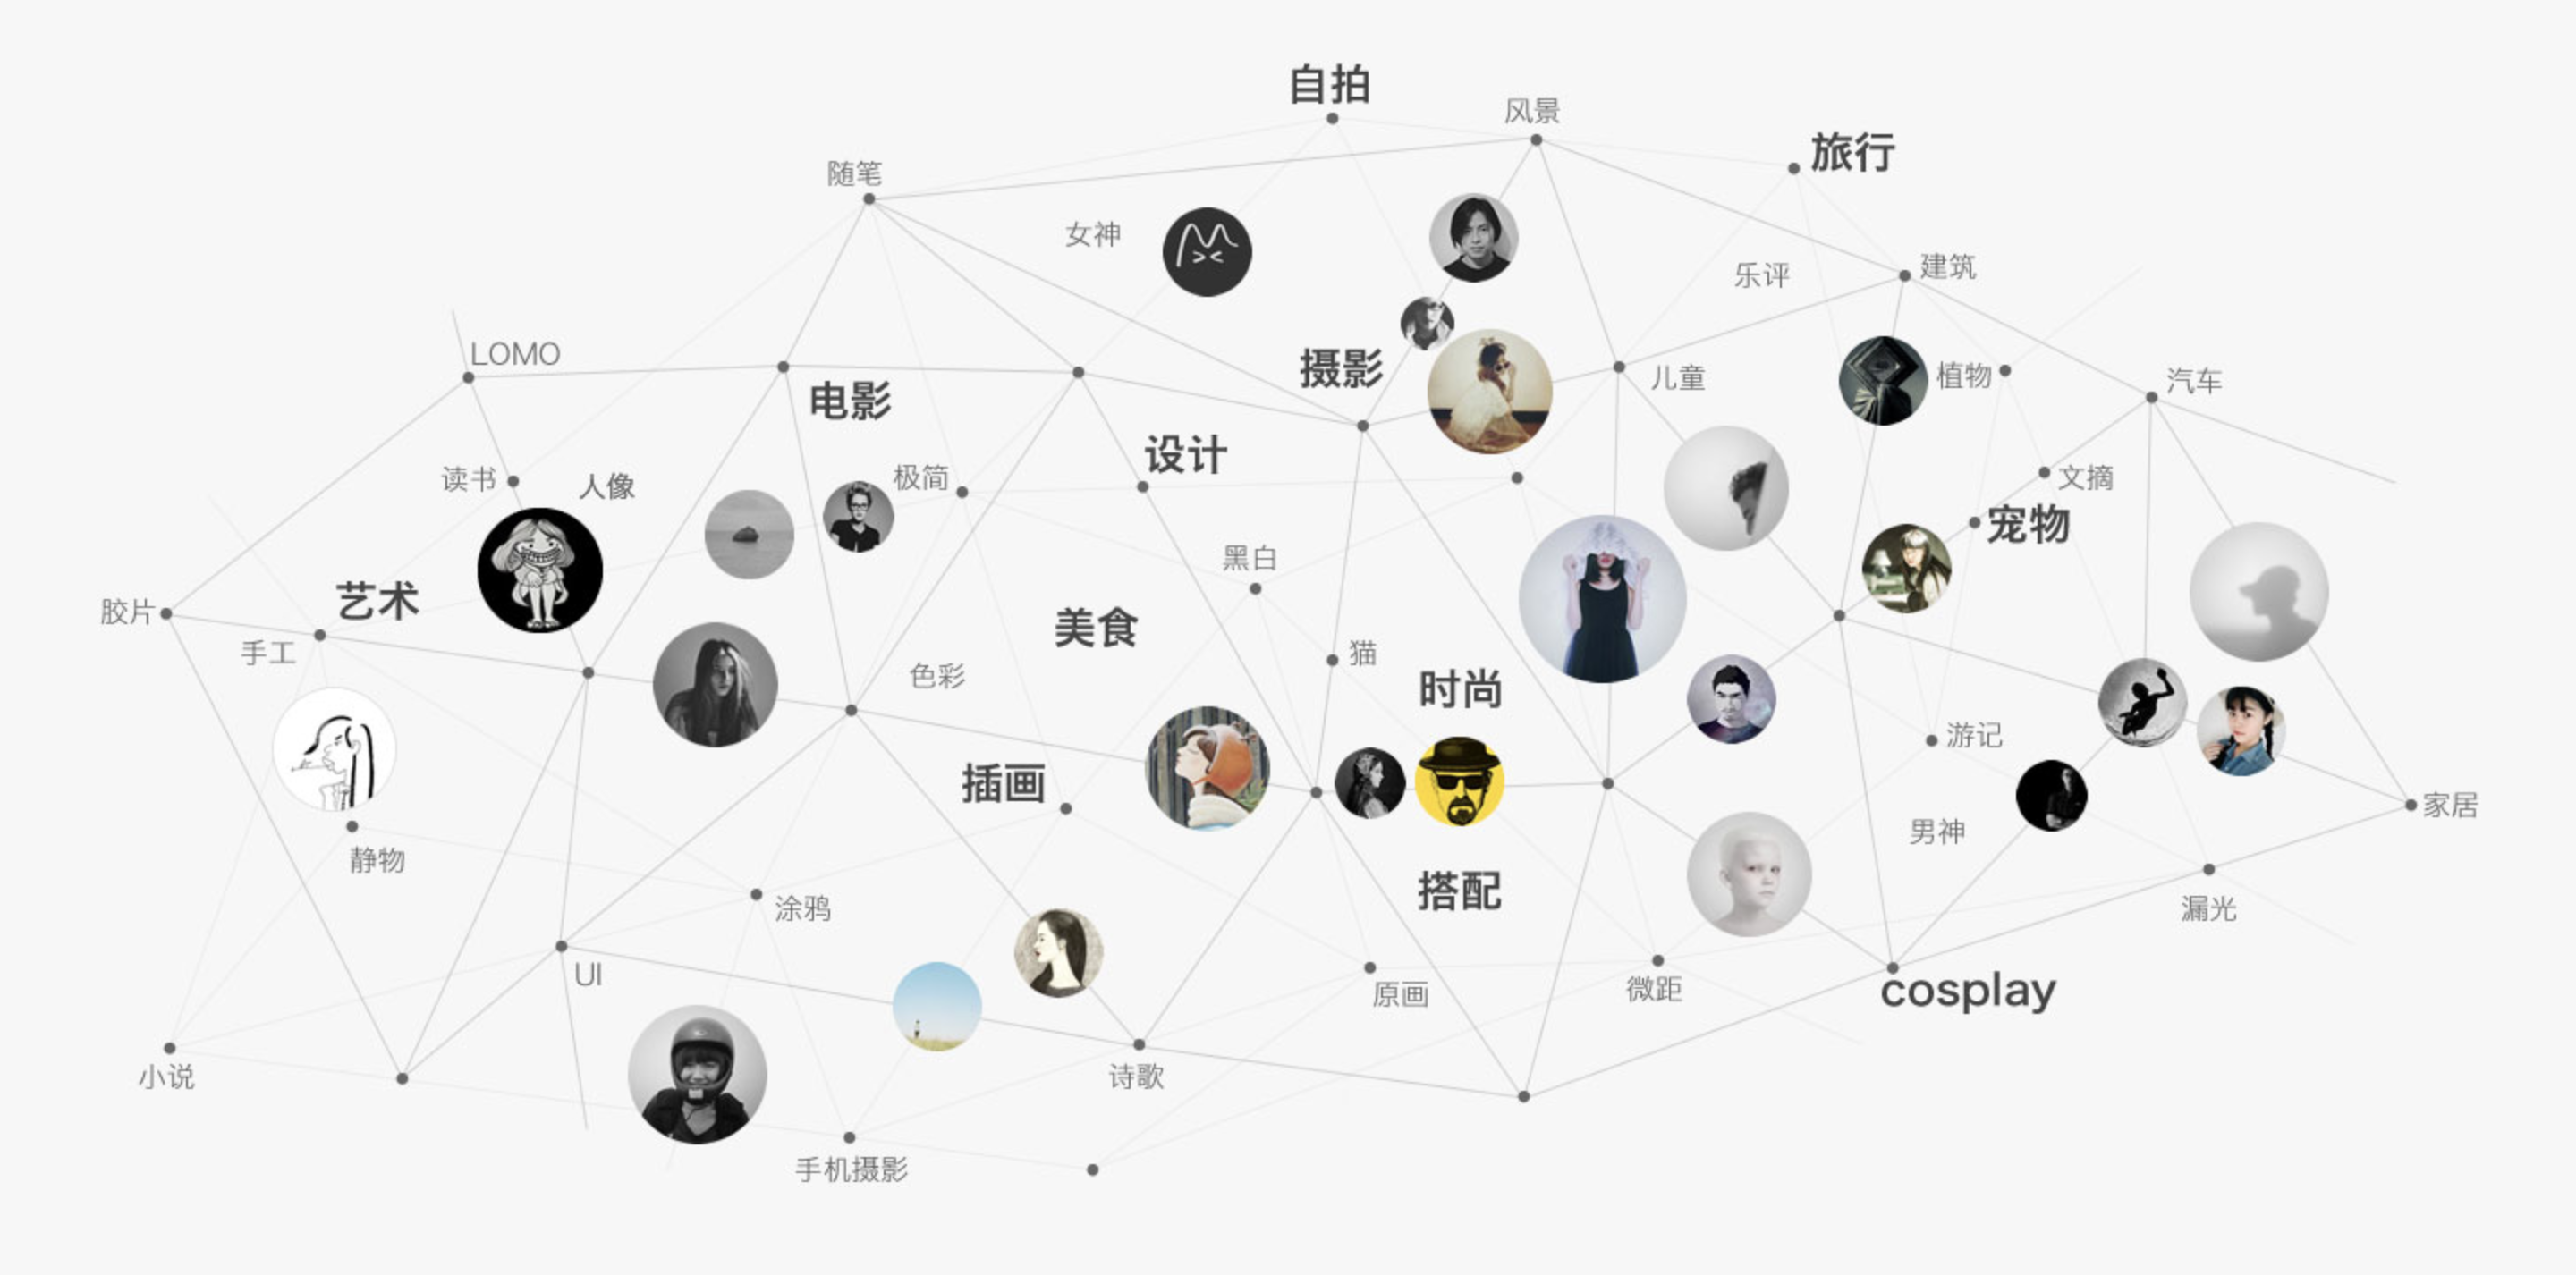 自拍
风景
旅行
随笔
女神
建筑
乐评
LOMO
摄影
儿童
植物
汽车
电影
设计
读书
人像
极简
文摘
宠物
黑白
艺术
胶片
美食
手工
猫
色彩
时尚
游记
插画
家居
男神
静物
搭配
涂鸦
漏光
UI
原画
微距
cosplay
小说
诗歌
手机摄影